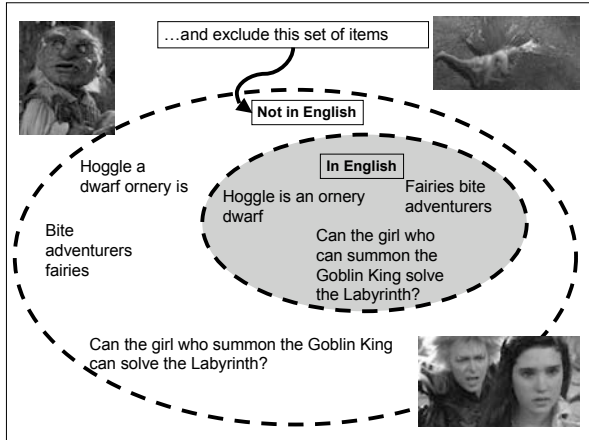 …and exclude this set of items
Not in English
In English
Hoggle a
dwarf ornery is
Hoggle is an ornery
dwarf
Fairies bite
adventurers
Bite
adventurers
fairies
Can the girl who
can summon the
Goblin King solve
the Labyrinth?
Can the girl who summon the Goblin King
can solve the Labyrinth?